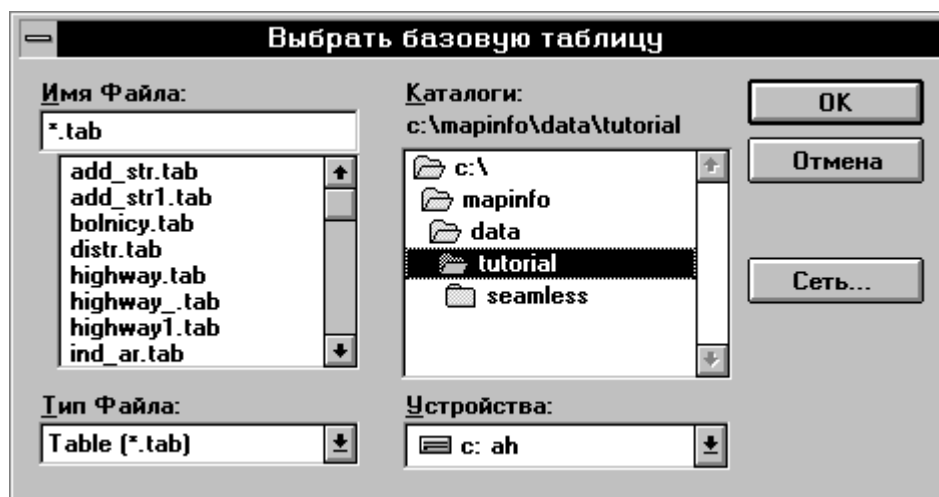 Выбрать базовую таблицу
Имя Файла:
*.tab
add_str.tab
add_str1.tab
bolnicy.tab
distr.tab
highway.tab
highway_.tab
highway1.tab
ind_ar.tab
Тип Файла:
Table (*.tab)
Каталоги:
c:\mapinfo\data\tutorial
c:\
mapinfo
data
tutorial
seamless
Устройства:
c: ah
OK
Отмена
Сеть...